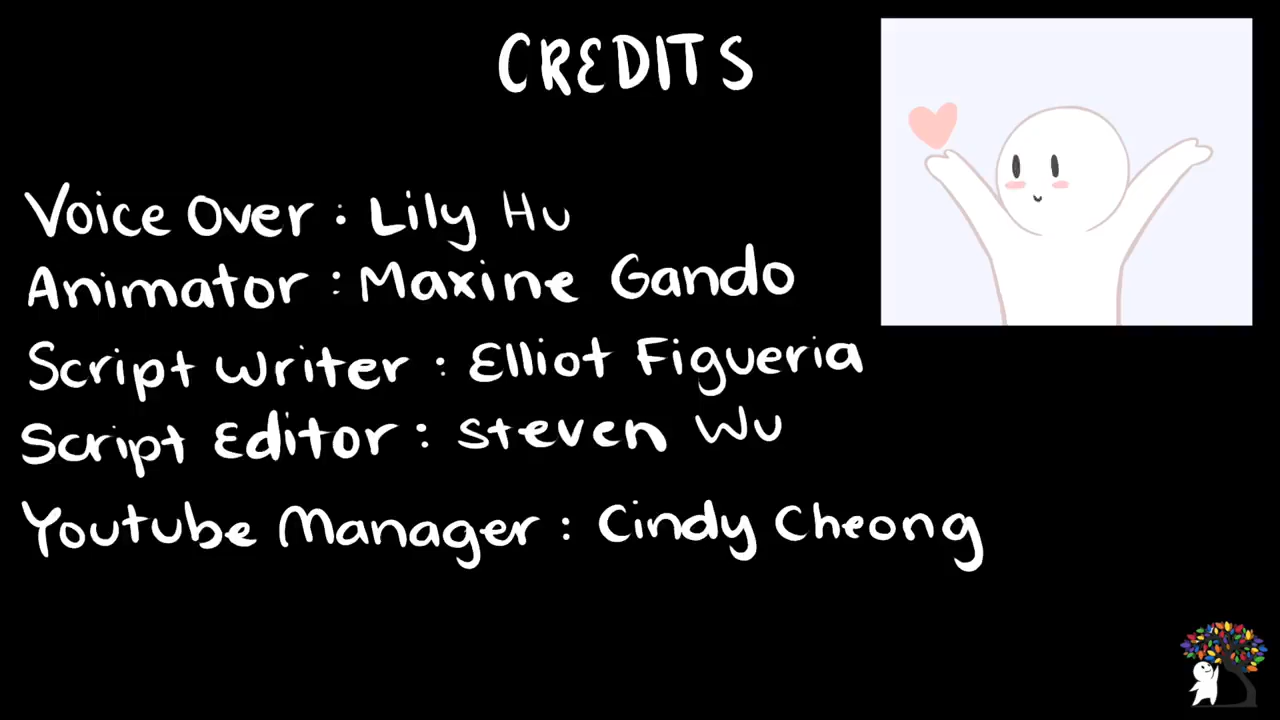 CREDITS
Voice Over : Lily Hu
Animator : Maxine Gando
Script Writer : Elliot Figueria
Script Editor : Steven Wu
Youtube Manager : Cindy Cheong